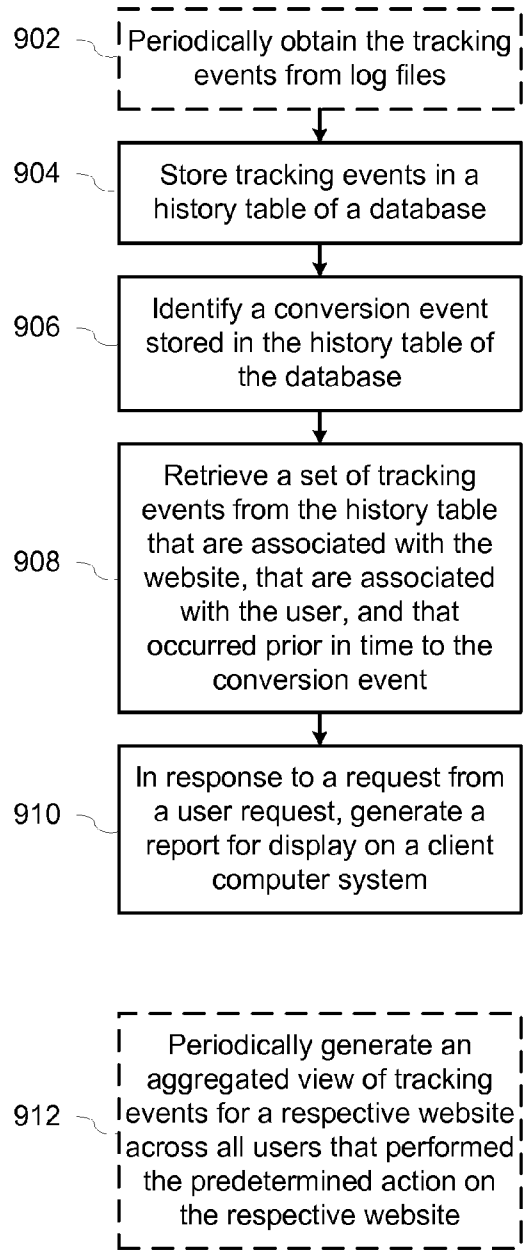 902
Periodically obtain the tracking
events from log files
904
Store tracking events in a
history table of a database
906
Identify a conversion event
stored in the history table of
the database
908
Retrieve a set of tracking
events from the history table
that are associated with the
website, that are associated
with the user, and that
occurred prior in time to the
conversion event
910
In response to a request from
a user request, generate a
report for display on a client
computer system
912
Periodically generate an
aggregated view of tracking
events for a respective website
across all users that performed
the predetermined action on
the respective website